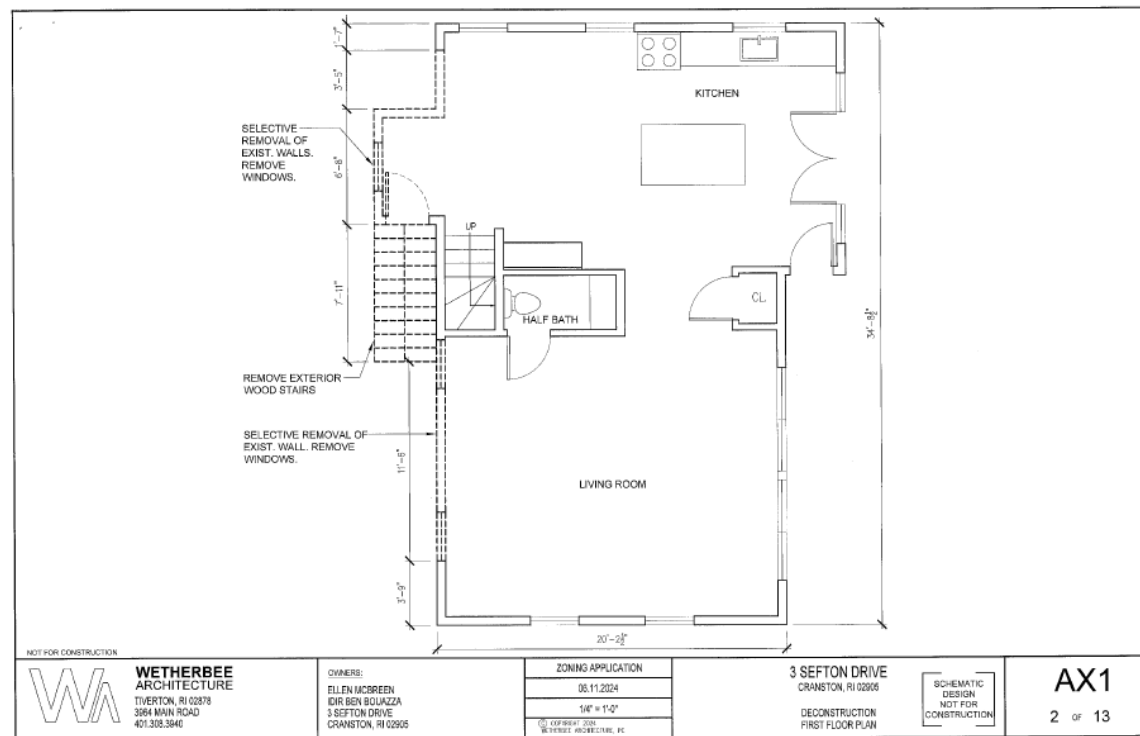 1'-7"
3'-5"
KITCHEN
SELECTIVE
REMOVAL OF
EXIST. WALLS.
REMOVE
WINDOWS.
6'-8"
UP
7'-11"
CL.
HALF BATH
34'-8½"
REMOVE EXTERIOR
WOOD STAIRS
SELECTIVE REMOVAL OF
EXIST. WALL. REMOVE
WINDOWS.
11'-6"
LIVING ROOM
3'-9"
20'-2½"
NOT FOR CONSTRUCTION
WA
WETHERBEE
ARCHITECTURE
TIVERTON, RI 02878
3964 MAIN ROAD
401.308.3940
OWNERS:
ELLEN MCBREEN
IDIR BEN BOUAZZA
3 SEFTON DRIVE
CRANSTON, RI 02905
ZONING APPLICATION
06.11.2024
1/4" = 1'-0"
© COPYRIGHT 2024
WETHERBEE ARCHITECTURE, PC
3 SEFTON DRIVE
CRANSTON, RI 02905
DECONSTRUCTION
FIRST FLOOR PLAN
SCHEMATIC
DESIGN
NOT FOR
CONSTRUCTION
AX1
2 OF 13